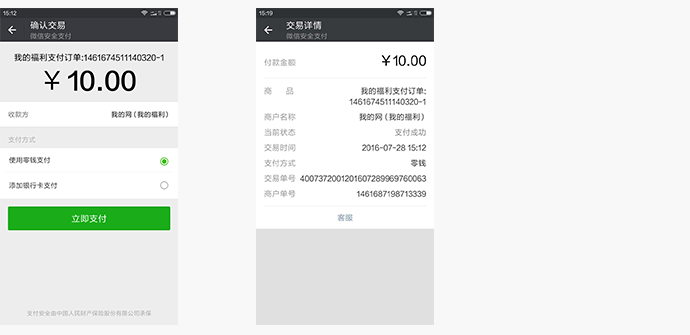 15:12
确认交易
微信安全支付
我的福利支付订单:1461674511140320-1
￥10.00
收款方 我的网(我的福利)
支付方式
使用零钱支付
添加银行卡支付
立即支付
支付安全由中国人民财产保险股份有限公司承保
15:19
交易详情
微信安全支付
付款金额 ￥10.00
商 品 我的福利支付订单:
1461674511140320-1
商户名称 我的网(我的福利)
当前状态 支付成功
交易时间 2016-07-28 15:12
支付方式 零钱
交易单号 4007372001201607289969760063
商户单号 1461687198713339
客服